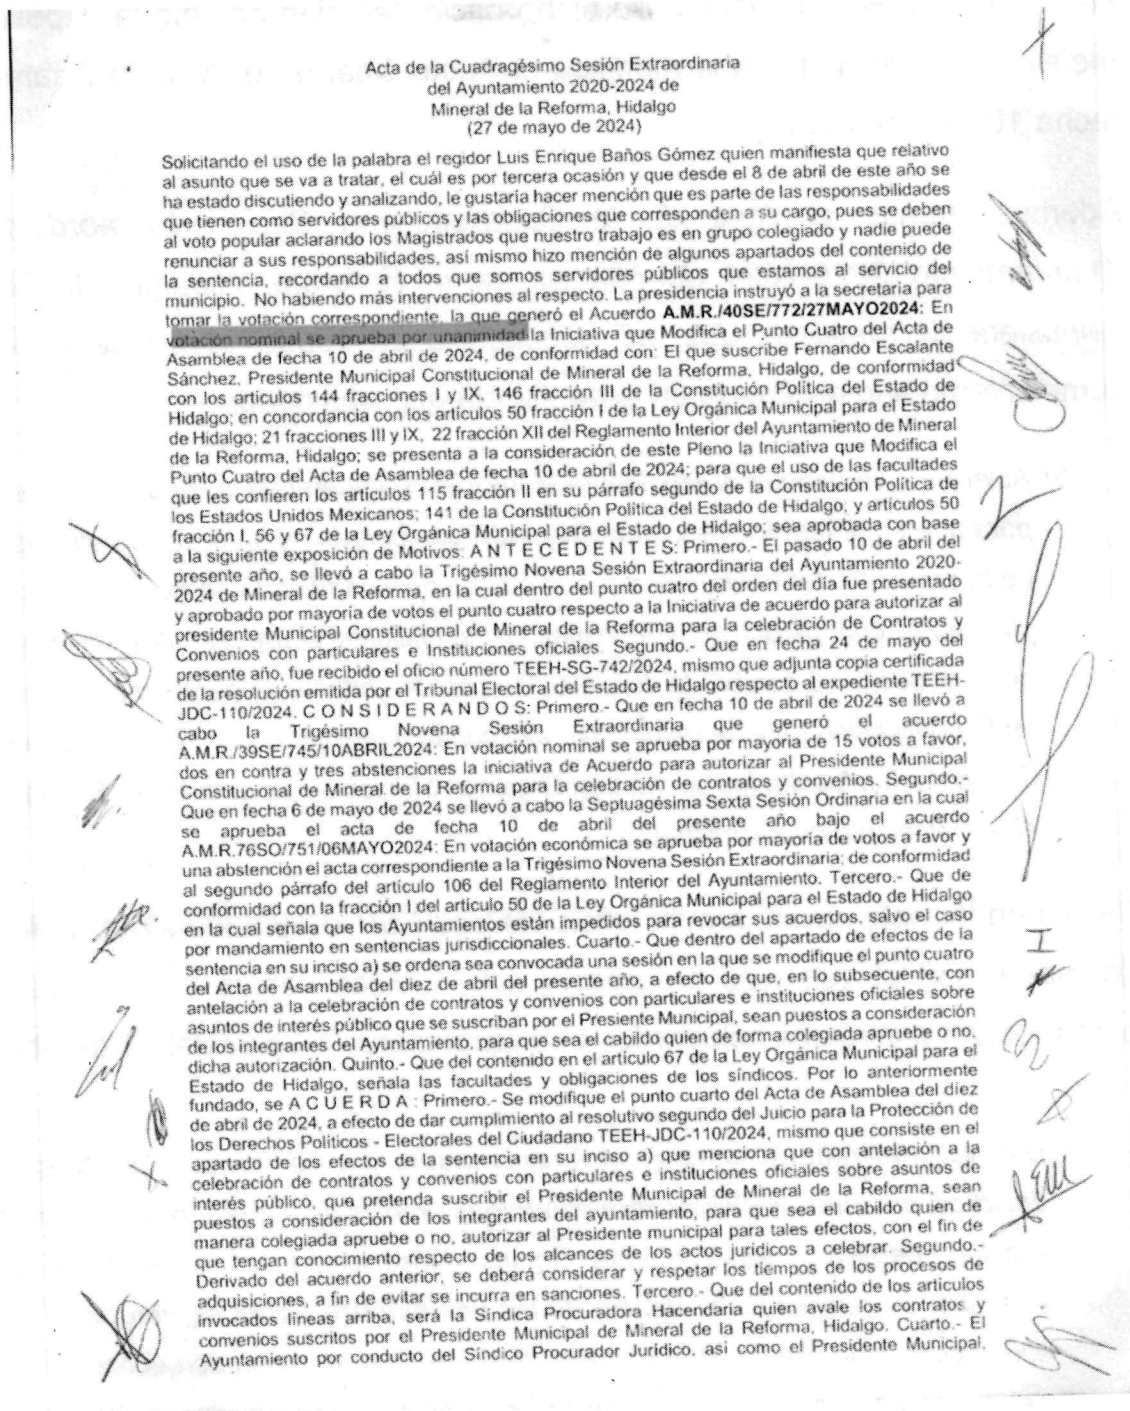 Acta de la Cuadragésimo Sesión Extraordinaria
del Ayuntamiento 2020-2024 de
Mineral de la Reforma, Hidalgo
(27 de mayo de 2024)
Solicitando el uso de la palabra el regidor Luis Enrique Baños Gómez quien manifiesta que relativo
al asunto que se va a tratar, el cuál es por tercera ocasión y que desde el 8 de abril de este año se
ha estado discutiendo y analizando, le gustaría hacer mención que es parte de las responsabilidades
que tienen como servidores públicos y las obligaciones que corresponden a su cargo, pues se deben
al voto popular aclarando los Magistrados que nuestro trabajo es en grupo colegiado y nadie puede
renunciar a sus responsabilidades, así mismo hizo mención de algunos apartados del contenido de
la sentencia, recordando a todos que somos servidores públicos que estamos al servicio del
municipio. No habiendo más intervenciones al respecto. La presidencia instruyó a la secretaria para
tomar la votación correspondiente, la que generó el Acuerdo A.M.R./40SE/772/27MAYO2024: En
votación nominal se aprueba por unanimidad la Iniciativa que Modifica el Punto Cuatro del Acta de
Asamblea de fecha 10 de abril de 2024, de conformidad con: El que suscribe Fernando Escalante
Sánchez, Presidente Municipal Constitucional de Mineral de la Reforma, Hidalgo, de conformidad
con los artículos 144 fracciones I y IX, 146 fracción III de la Constitución Política del Estado de
Hidalgo; en concordancia con los artículos 50 fracción I de la Ley Orgánica Municipal para el Estado
de Hidalgo; 21 fracciones III y IX, 22 fracción XII del Reglamento Interior del Ayuntamiento de Mineral
de la Reforma, Hidalgo; se presenta a la consideración de este Pleno la Iniciativa que Modifica el
Punto Cuatro del Acta de Asamblea de fecha 10 de abril de 2024; para que el uso de las facultades
que les confieren los artículos 115 fracción II en su párrafo segundo de la Constitución Política de
los Estados Unidos Mexicanos; 141 de la Constitución Política del Estado de Hidalgo; y artículos 50
fracción I, 56 y 67 de la Ley Orgánica Municipal para el Estado de Hidalgo; sea aprobada con base
a la siguiente exposición de Motivos: A N T E C E D E N T E S: Primero.- El pasado 10 de abril del
presente año, se llevó a cabo la Trigésimo Novena Sesión Extraordinaria del Ayuntamiento 2020-
2024 de Mineral de la Reforma, en la cual dentro del punto cuatro del orden del día fue presentado
y aprobado por mayoría de votos el punto cuatro respecto a la Iniciativa de acuerdo para autorizar al
presidente Municipal Constitucional de Mineral de la Reforma para la celebración de Contratos y
Convenios con particulares e Instituciones oficiales. Segundo.- Que en fecha 24 de mayo del
presente año, fue recibido el oficio número TEEH-SG-742/2024, mismo que adjunta copia certificada
de la resolución emitida por el Tribunal Electoral del Estado de Hidalgo respecto al expediente TEEH-
JDC-110/2024. C O N S I D E R A N D O S: Primero.- Que en fecha 10 de abril de 2024 se llevó a
cabo la Trigésimo Novena Sesión Extraordinaria que generó el acuerdo
A.M.R./39SE/745/10ABRIL2024: En votación nominal se aprueba por mayoría de 15 votos a favor,
dos en contra y tres abstenciones la iniciativa de Acuerdo para autorizar al Presidente Municipal
Constitucional de Mineral de la Reforma para la celebración de contratos y convenios. Segundo.-
Que en fecha 6 de mayo de 2024 se llevó a cabo la Septuagésima Sexta Sesión Ordinaria en la cual
se aprueba el acta de fecha 10 de abril del presente año bajo el acuerdo
A.M.R.76SO/751/06MAYO2024: En votación económica se aprueba por mayoría de votos a favor y
una abstención el acta correspondiente a la Trigésimo Novena Sesión Extraordinaria; de conformidad
al segundo párrafo del artículo 106 del Reglamento Interior del Ayuntamiento. Tercero.- Que de
conformidad con la fracción I del artículo 50 de la Ley Orgánica Municipal para el Estado de Hidalgo
en la cual señala que los Ayuntamientos están impedidos para revocar sus acuerdos, salvo el caso
por mandamiento en sentencias jurisdiccionales. Cuarto.- Que dentro del apartado de efectos de la
sentencia en su inciso a) se ordena sea convocada una sesión en la que se modifique el punto cuatro
del Acta de Asamblea del diez de abril del presente año, a efecto de que, en lo subsecuente, con
antelación a la celebración de contratos y convenios con particulares e instituciones oficiales sobre
asuntos de interés público que se suscriban por el Presiente Municipal, sean puestos a consideración
de los integrantes del Ayuntamiento, para que sea el cabildo quien de forma colegiada apruebe o no,
dicha autorización. Quinto.- Que del contenido en el artículo 67 de la Ley Orgánica Municipal para el
Estado de Hidalgo, señala las facultades y obligaciones de los síndicos. Por lo anteriormente
fundado, se A C U E R D A : Primero.- Se modifique el punto cuarto del Acta de Asamblea del diez
de abril de 2024, a efecto de dar cumplimiento al resolutivo segundo del Juicio para la Protección de
los Derechos Políticos - Electorales del Ciudadano TEEH-JDC-110/2024, mismo que consiste en el
apartado de los efectos de la sentencia en su inciso a) que menciona que con antelación a la
celebración de contratos y convenios con particulares e instituciones oficiales sobre asuntos de
interés público, que pretenda suscribir el Presidente Municipal de Mineral de la Reforma, sean
puestos a consideración de los integrantes del ayuntamiento, para que sea el cabildo quien de
manera colegiada apruebe o no, autorizar al Presidente municipal para tales efectos, con el fin de
que tengan conocimiento respecto de los alcances de los actos jurídicos a celebrar. Segundo.-
Derivado del acuerdo anterior, se deberá considerar y respetar los tiempos de los procesos de
adquisiciones, a fin de evitar se incurra en sanciones. Tercero.- Que del contenido de los artículos
invocados líneas arriba, será la Síndica Procuradora Hacendaria quien avale los contratos y
convenios suscritos por el Presidente Municipal de Mineral de la Reforma, Hidalgo. Cuarto.- El
Ayuntamiento por conducto del Síndico Procurador Jurídico, así como el Presidente Municipal,